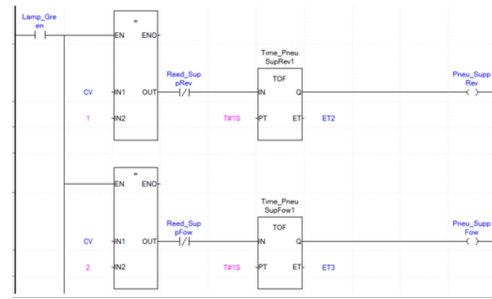 Lamp_Gre
en
=
EN ENO
Time_Pneu
SupRev1
Reed_Sup
pRev
TOF
Pneu_Supp
Rev
CV IN1 OUT IN Q
1 IN2 T#1S PT ET ET2
=
EN ENO
Time_Pneu
SupFow1
Reed_Sup
pFow
TOF
Pneu_Supp
Fow
CV IN1 OUT IN Q
2 IN2 T#1S PT ET ET3